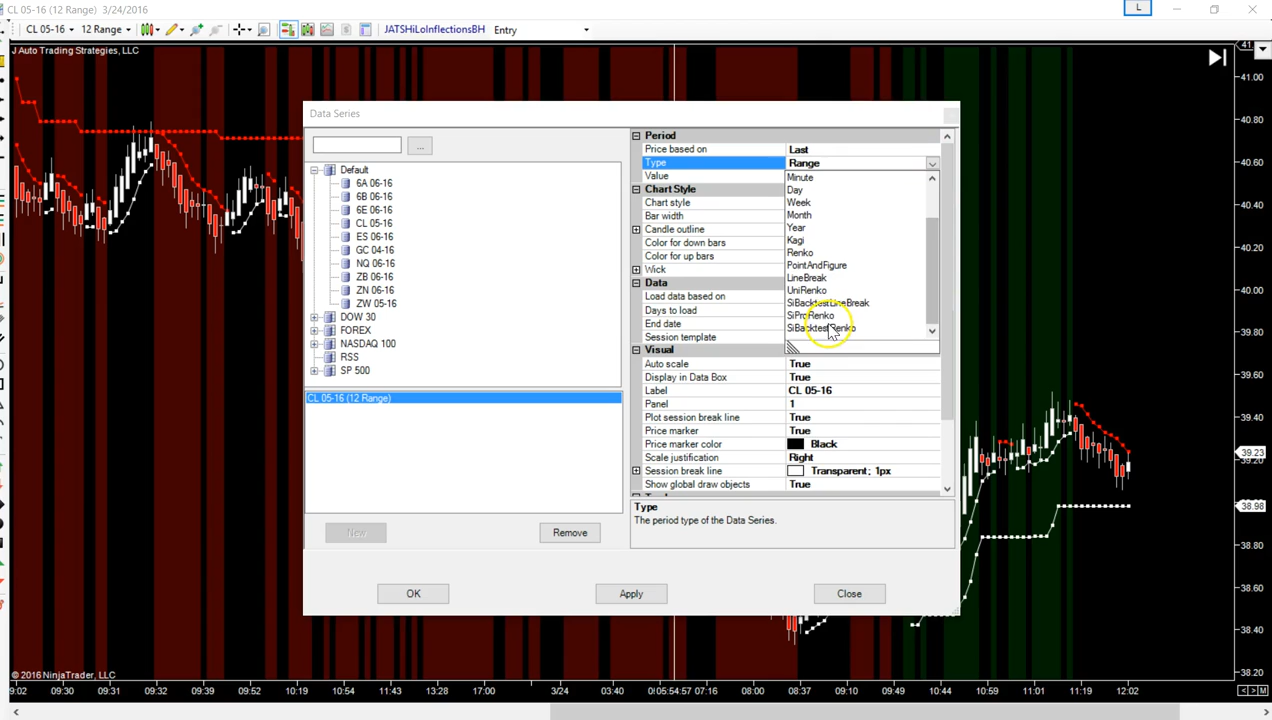 CL 05-16 (12 Range) 3/24/2016
L
CL 05-16 12 Range JATSHiLoInflectionsBH Entry
J Auto Trading Strategies, LLC
Data Series
...
Default
6A 06-16
6B 06-16
6E 06-16
CL 05-16
ES 06-16
GC 04-16
NQ 06-16
ZB 06-16
ZN 06-16
ZW 05-16
DOW 30
FOREX
NASDAQ 100
RSS
SP 500
CL 05-16 (12 Range)
New
Remove
Period
Price based on Last
Type Range
Value
Chart Style
Chart style
Bar width
Candle outline
Color for down bars
Color for up bars
Wick
Data
Load data based on
Days to load
End date
Session template
Minute
Day
Week
Month
Year
Kagi
Renko
PointAndFigure
LineBreak
UniRenko
SiBacktestLineBreak
SiProRenko
SiBacktestRenko
Visual
Auto scale True
Display in Data Box True
Label CL 05-16
Panel 1
Plot session break line True
Price marker True
Price marker color Black
Scale justification Right
Session break line Transparent; 1px
Show global draw objects True
Type
The period type of the Data Series.
OK
Apply
Close
41.00
40.80
40.60
40.40
40.20
40.00
39.80
39.60
39.40
39.23
39.20
38.98
38.80
38.60
38.40
38.20
© 2016 NinjaTrader, LLC
9:02 09:30 09:31 09:32 09:39 09:52 10:19 10:54 11:43 13:28 17:00 3/24 03:40 05:54:57 07:16 08:00 08:37 09:10 09:49 10:44 10:59 11:01 11:19 12:02
< > M